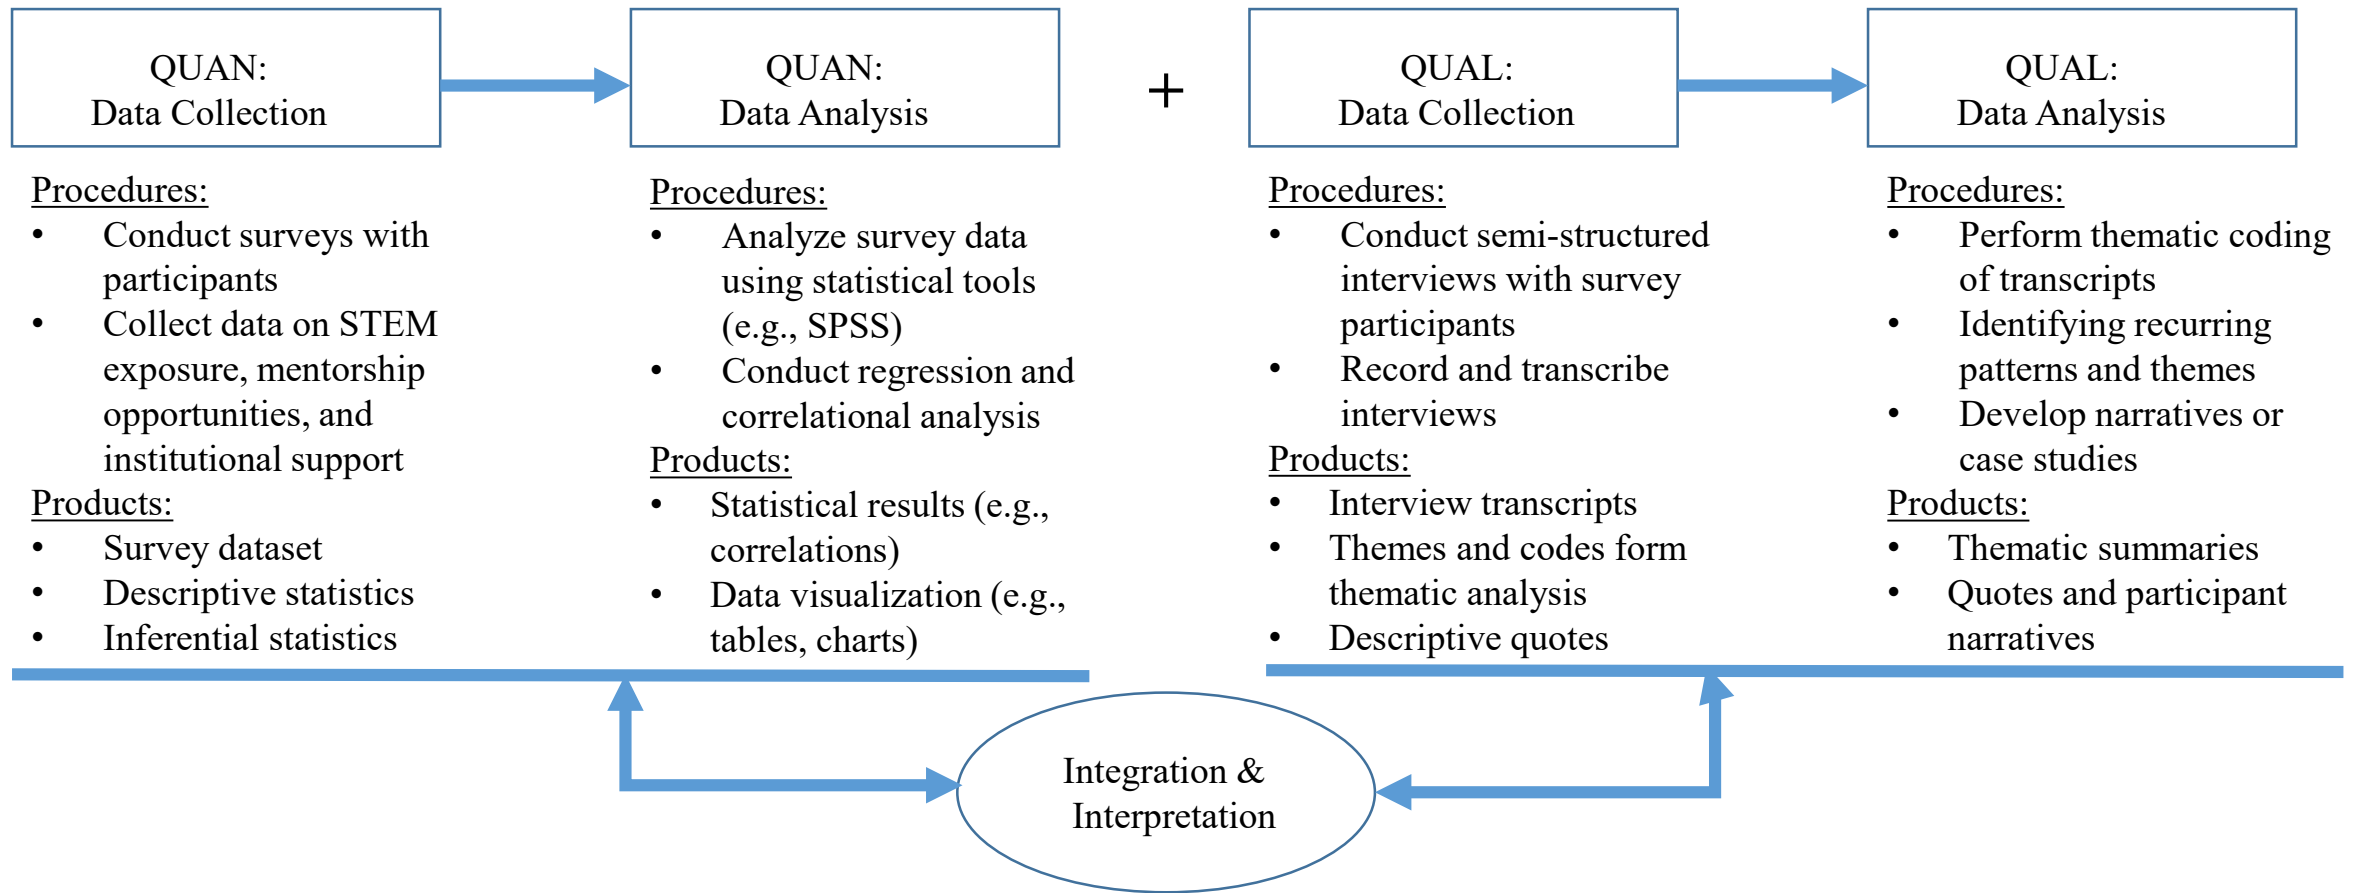 QUAN:
Data Collection
Procedures:
• Conduct surveys with
participants
• Collect data on STEM
exposure, mentorship
opportunities, and
institutional support
Products:
• Survey dataset
• Descriptive statistics
• Inferential statistics
QUAN:
Data Analysis
Procedures:
• Analyze survey data
using statistical tools
(e.g., SPSS)
• Conduct regression and
correlational analysis
Products:
• Statistical results (e.g.,
correlations)
• Data visualization (e.g.,
tables, charts)
+
QUAL:
Data Collection
Procedures:
• Conduct semi-structured
interviews with survey
participants
• Record and transcribe
interviews
Products:
• Interview transcripts
• Themes and codes form
thematic analysis
• Descriptive quotes
QUAL:
Data Analysis
Procedures:
• Perform thematic coding
of transcripts
• Identifying recurring
patterns and themes
• Develop narratives or
case studies
Products:
• Thematic summaries
• Quotes and participant
narratives
Integration &
Interpretation